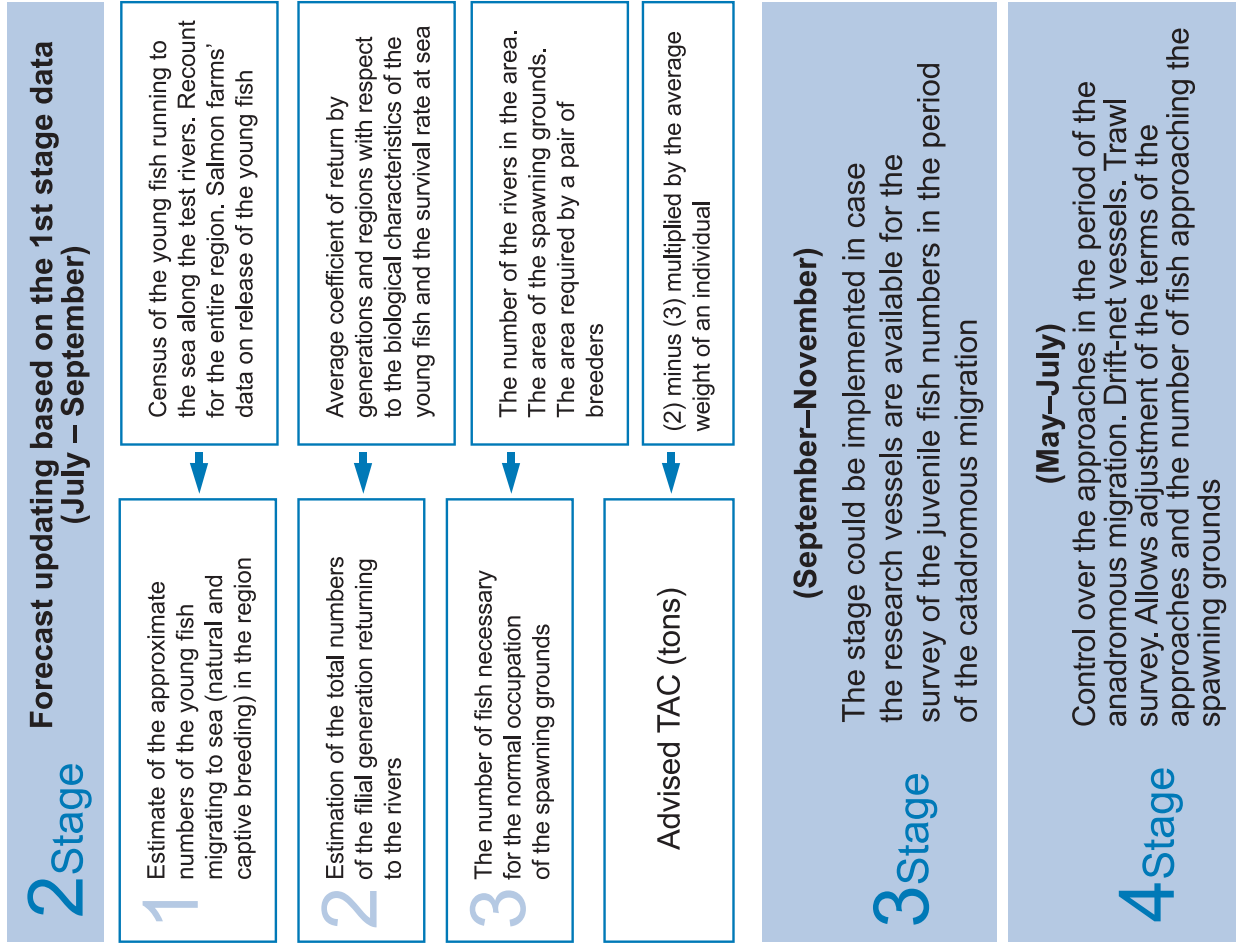 2 Stage
Forecast updating based on the 1st stage data
(July – September)
1
Estimate of the approximate
numbers of the young fish
migrating to sea (natural and
captive breeding) in the region
Census of the young fish running to
the sea along the test rivers. Recount
for the entire region. Salmon farms’
data on release of the young fish
2
Estimation of the total numbers
of the filial generation returning
to the rivers
Average coefficient of return by
generations and regions with respect
to the biological characteristics of the
young fish and the survival rate at sea
3
The number of fish necessary
for the normal occupation
of the spawning grounds
The number of the rivers in the area.
The area of the spawning grounds.
The area required by a pair of
breeders
Advised TAC (tons)
(2) minus (3) multiplied by the average
weight of an individual
3 Stage
(September–November)
The stage could be implemented in case
the research vessels are available for the
survey of the juvenile fish numbers in the period
of the catadromous migration
4 Stage
(May–July)
Control over the approaches in the period of the
anadromous migration. Drift-net vessels. Trawl
survey. Allows adjustment of the terms of the
approaches and the number of fish approaching the
spawning grounds